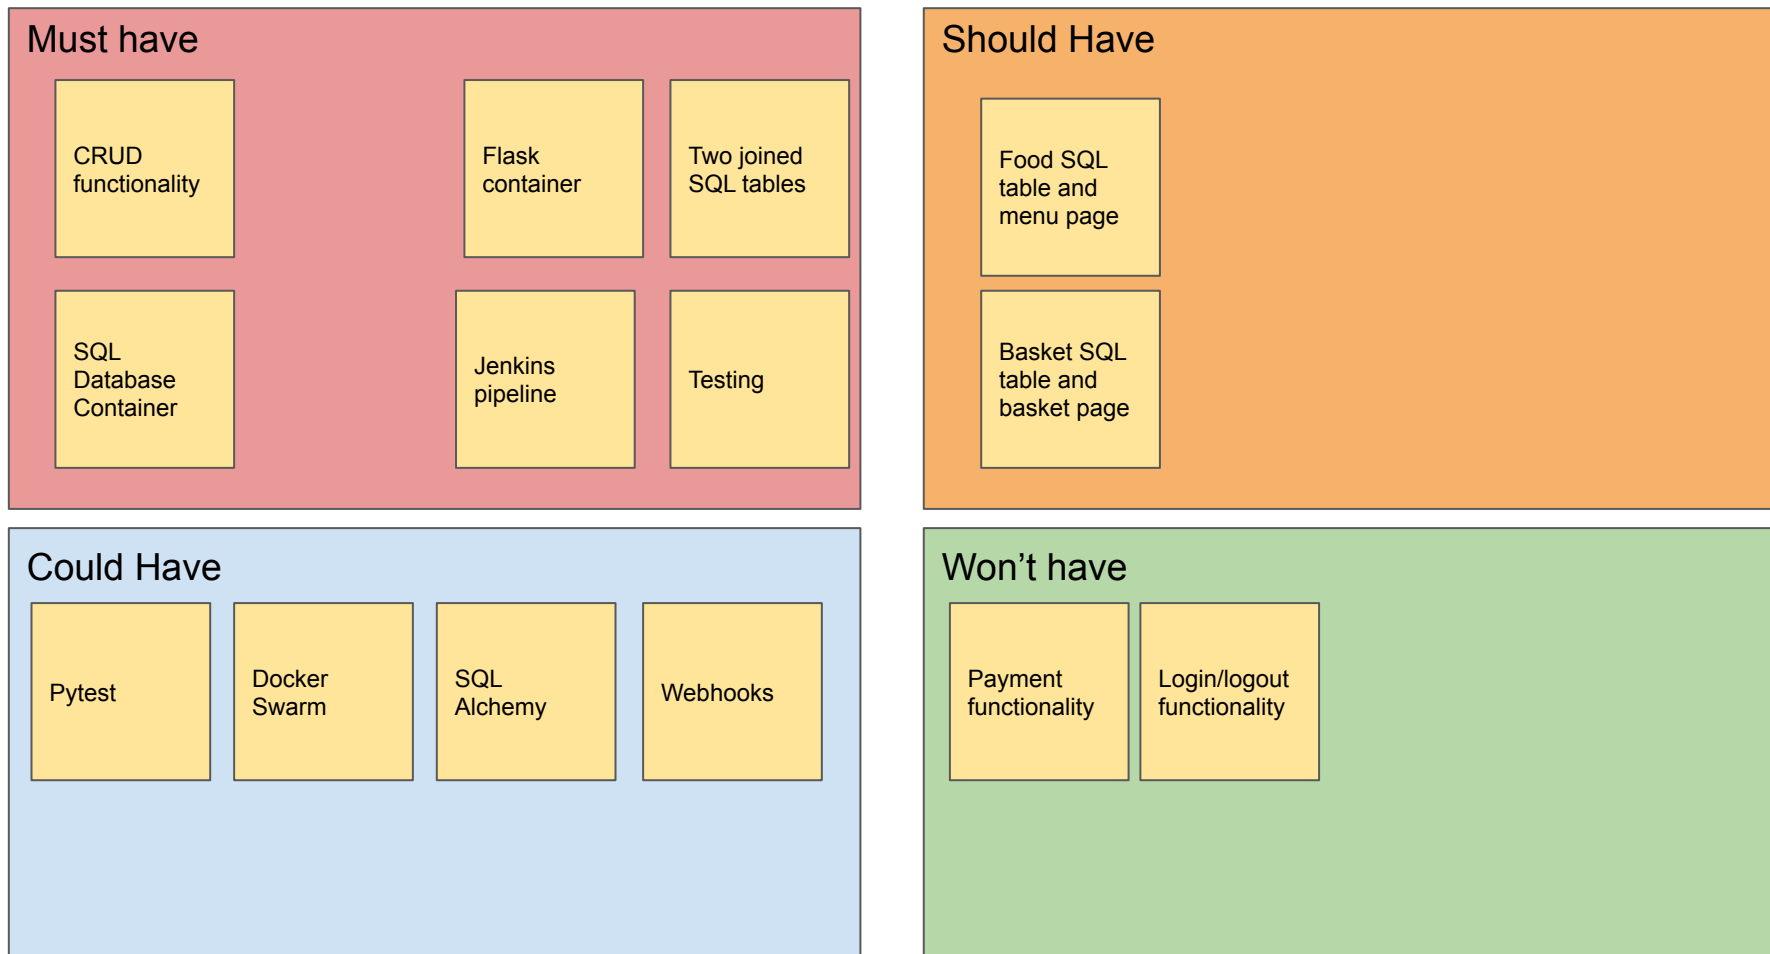 Must have
CRUD
functionality
Flask
container
Two joined
SQL tables
SQL
Database
Container
Jenkins
pipeline
Testing
Should Have
Food SQL
table and
menu page
Basket SQL
table and
basket page
Could Have
Pytest
Docker
Swarm
SQL
Alchemy
Webhooks
Won’t have
Payment
functionality
Login/logout
functionality